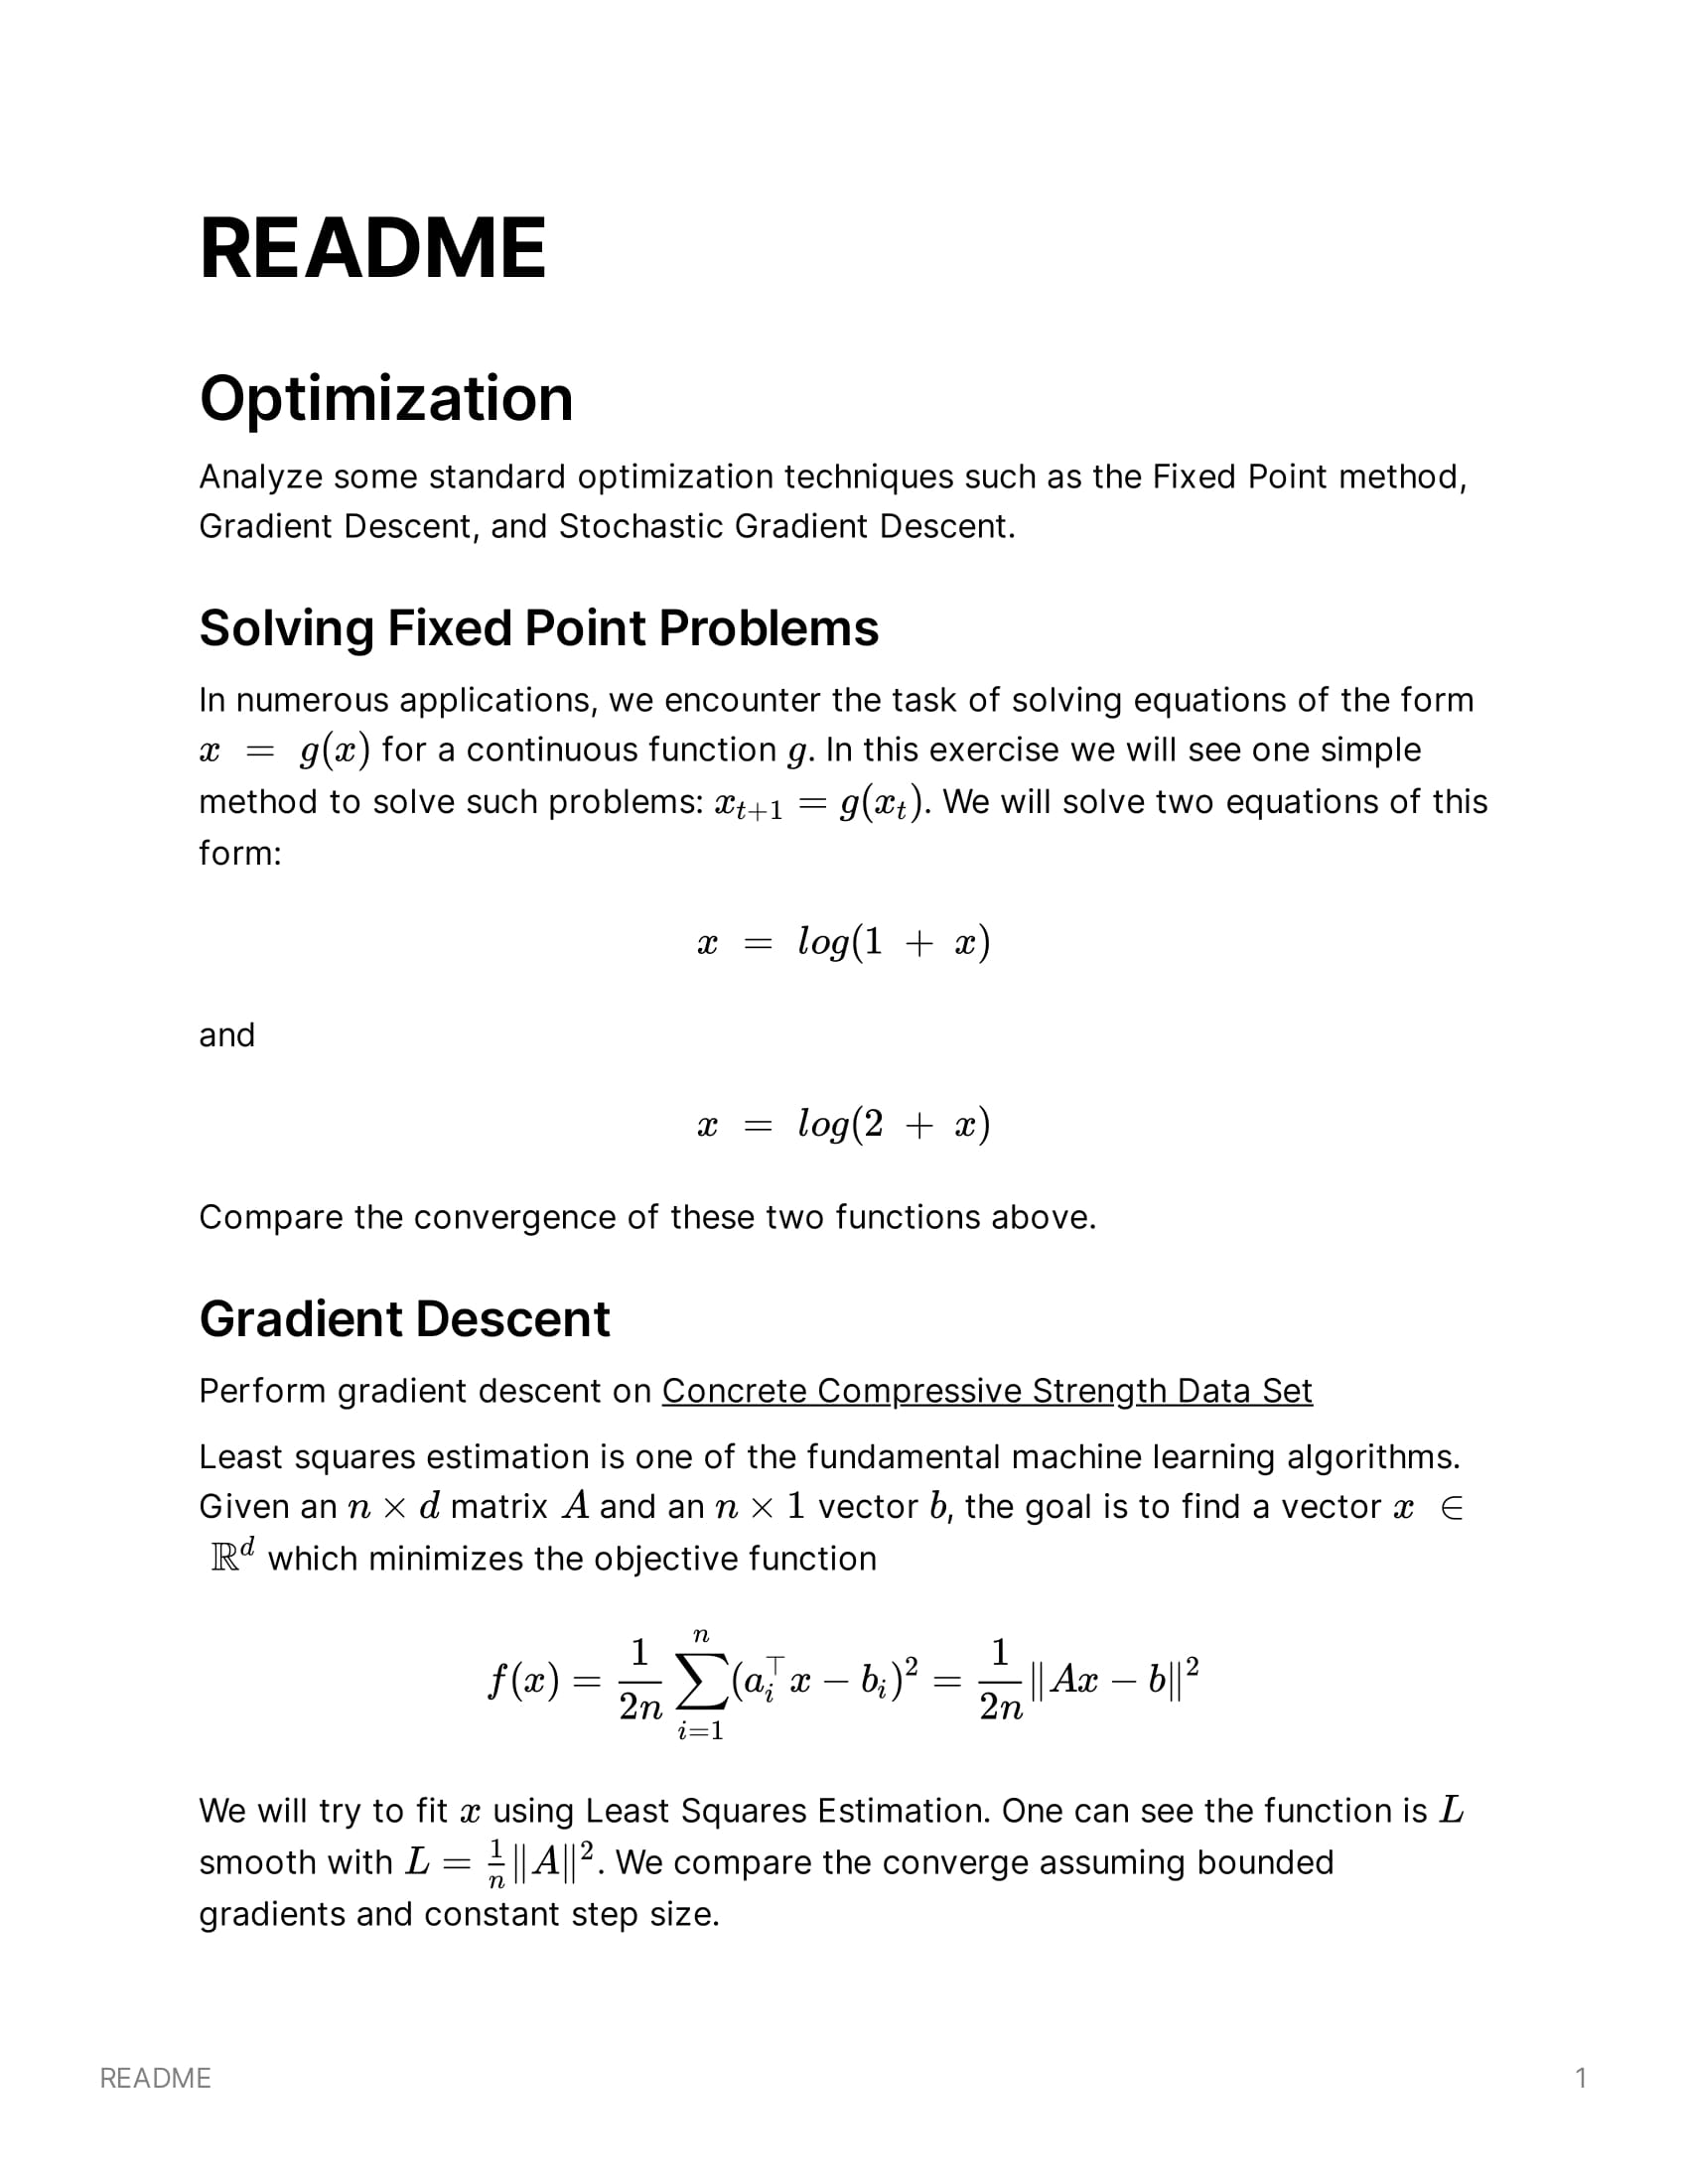 README
Optimization
Analyze some standard optimization techniques such as the Fixed Point method,
Gradient Descent, and Stochastic Gradient Descent.
Solving Fixed Point Problems
In numerous applications, we encounter the task of solving equations of the form
x = g(x) for a continuous function g. In this exercise we will see one simple
method to solve such problems: x_{t+1} = g(x_t). We will solve two equations of this
form:
x = log(1 + x)
and
x = log(2 + x)
Compare the convergence of these two functions above.
Gradient Descent
Perform gradient descent on Concrete Compressive Strength Data Set
Least squares estimation is one of the fundamental machine learning algorithms.
Given an n × d matrix A and an n × 1 vector b, the goal is to find a vector x ∈
ℝ^d which minimizes the objective function
f(x) = \frac{1}{2n} \sum_{i=1}^{n} (a_i^⊤ x − b_i)^2 = \frac{1}{2n} ‖Ax − b‖^2
We will try to fit x using Least Squares Estimation. One can see the function is L
smooth with L = \frac{1}{n}‖A‖^2. We compare the converge assuming bounded
gradients and constant step size.
README 1